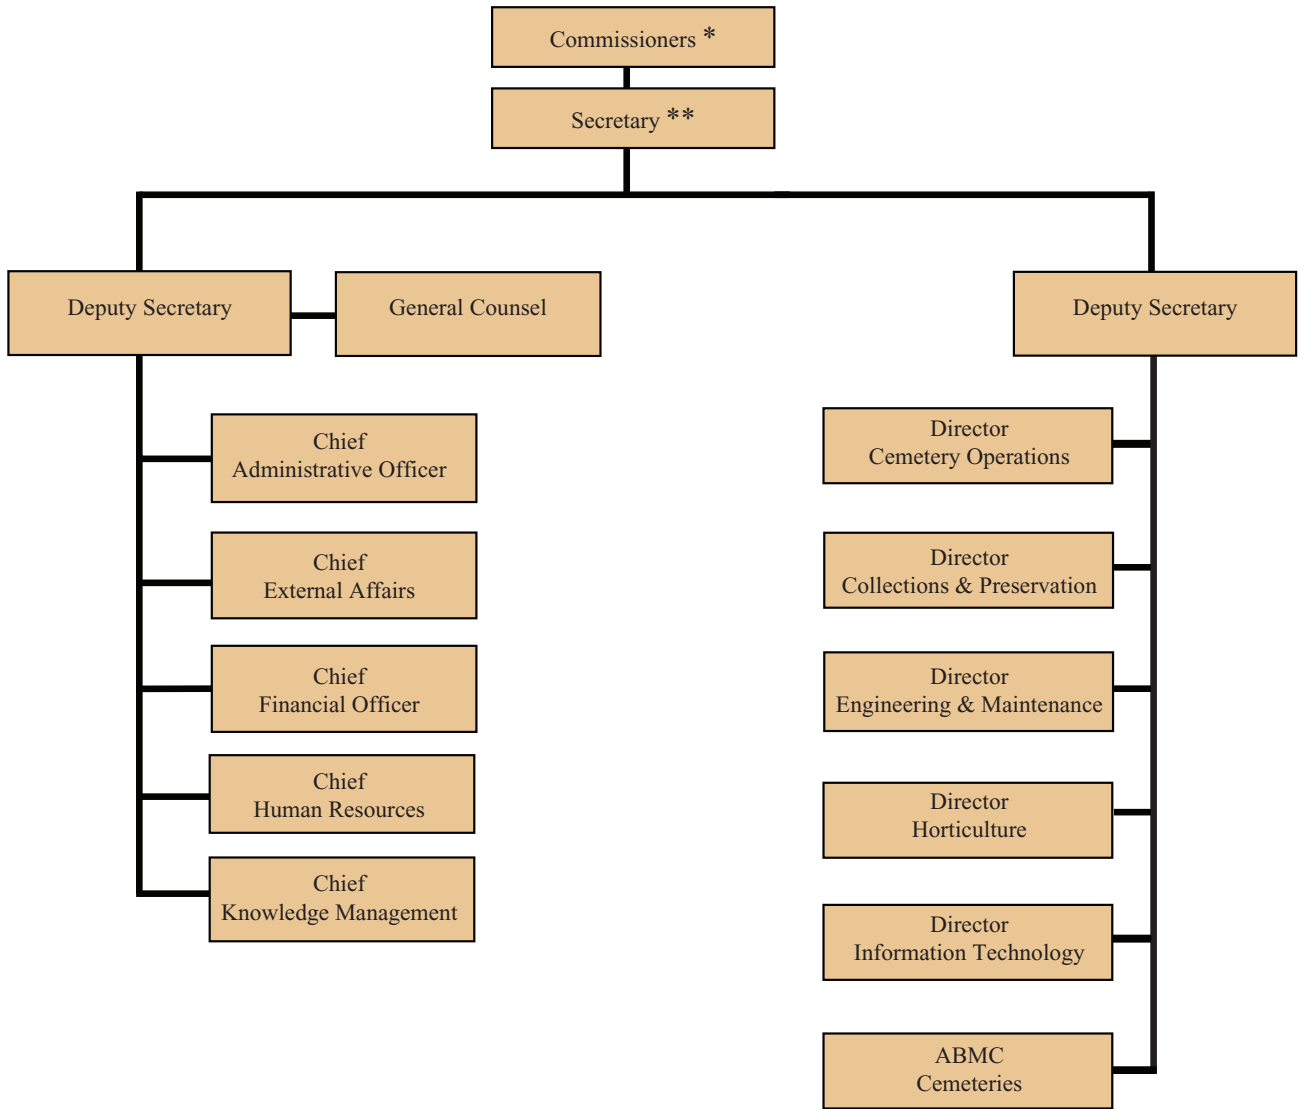 Commissioners *
Secretary **
Deputy Secretary
General Counsel
Deputy Secretary
Chief
Administrative Officer
Chief
External Affairs
Chief
Financial Officer
Chief
Human Resources
Chief
Knowledge Management
Director
Cemetery Operations
Director
Collections & Preservation
Director
Engineering & Maintenance
Director
Horticulture
Director
Information Technology
ABMC
Cemeteries